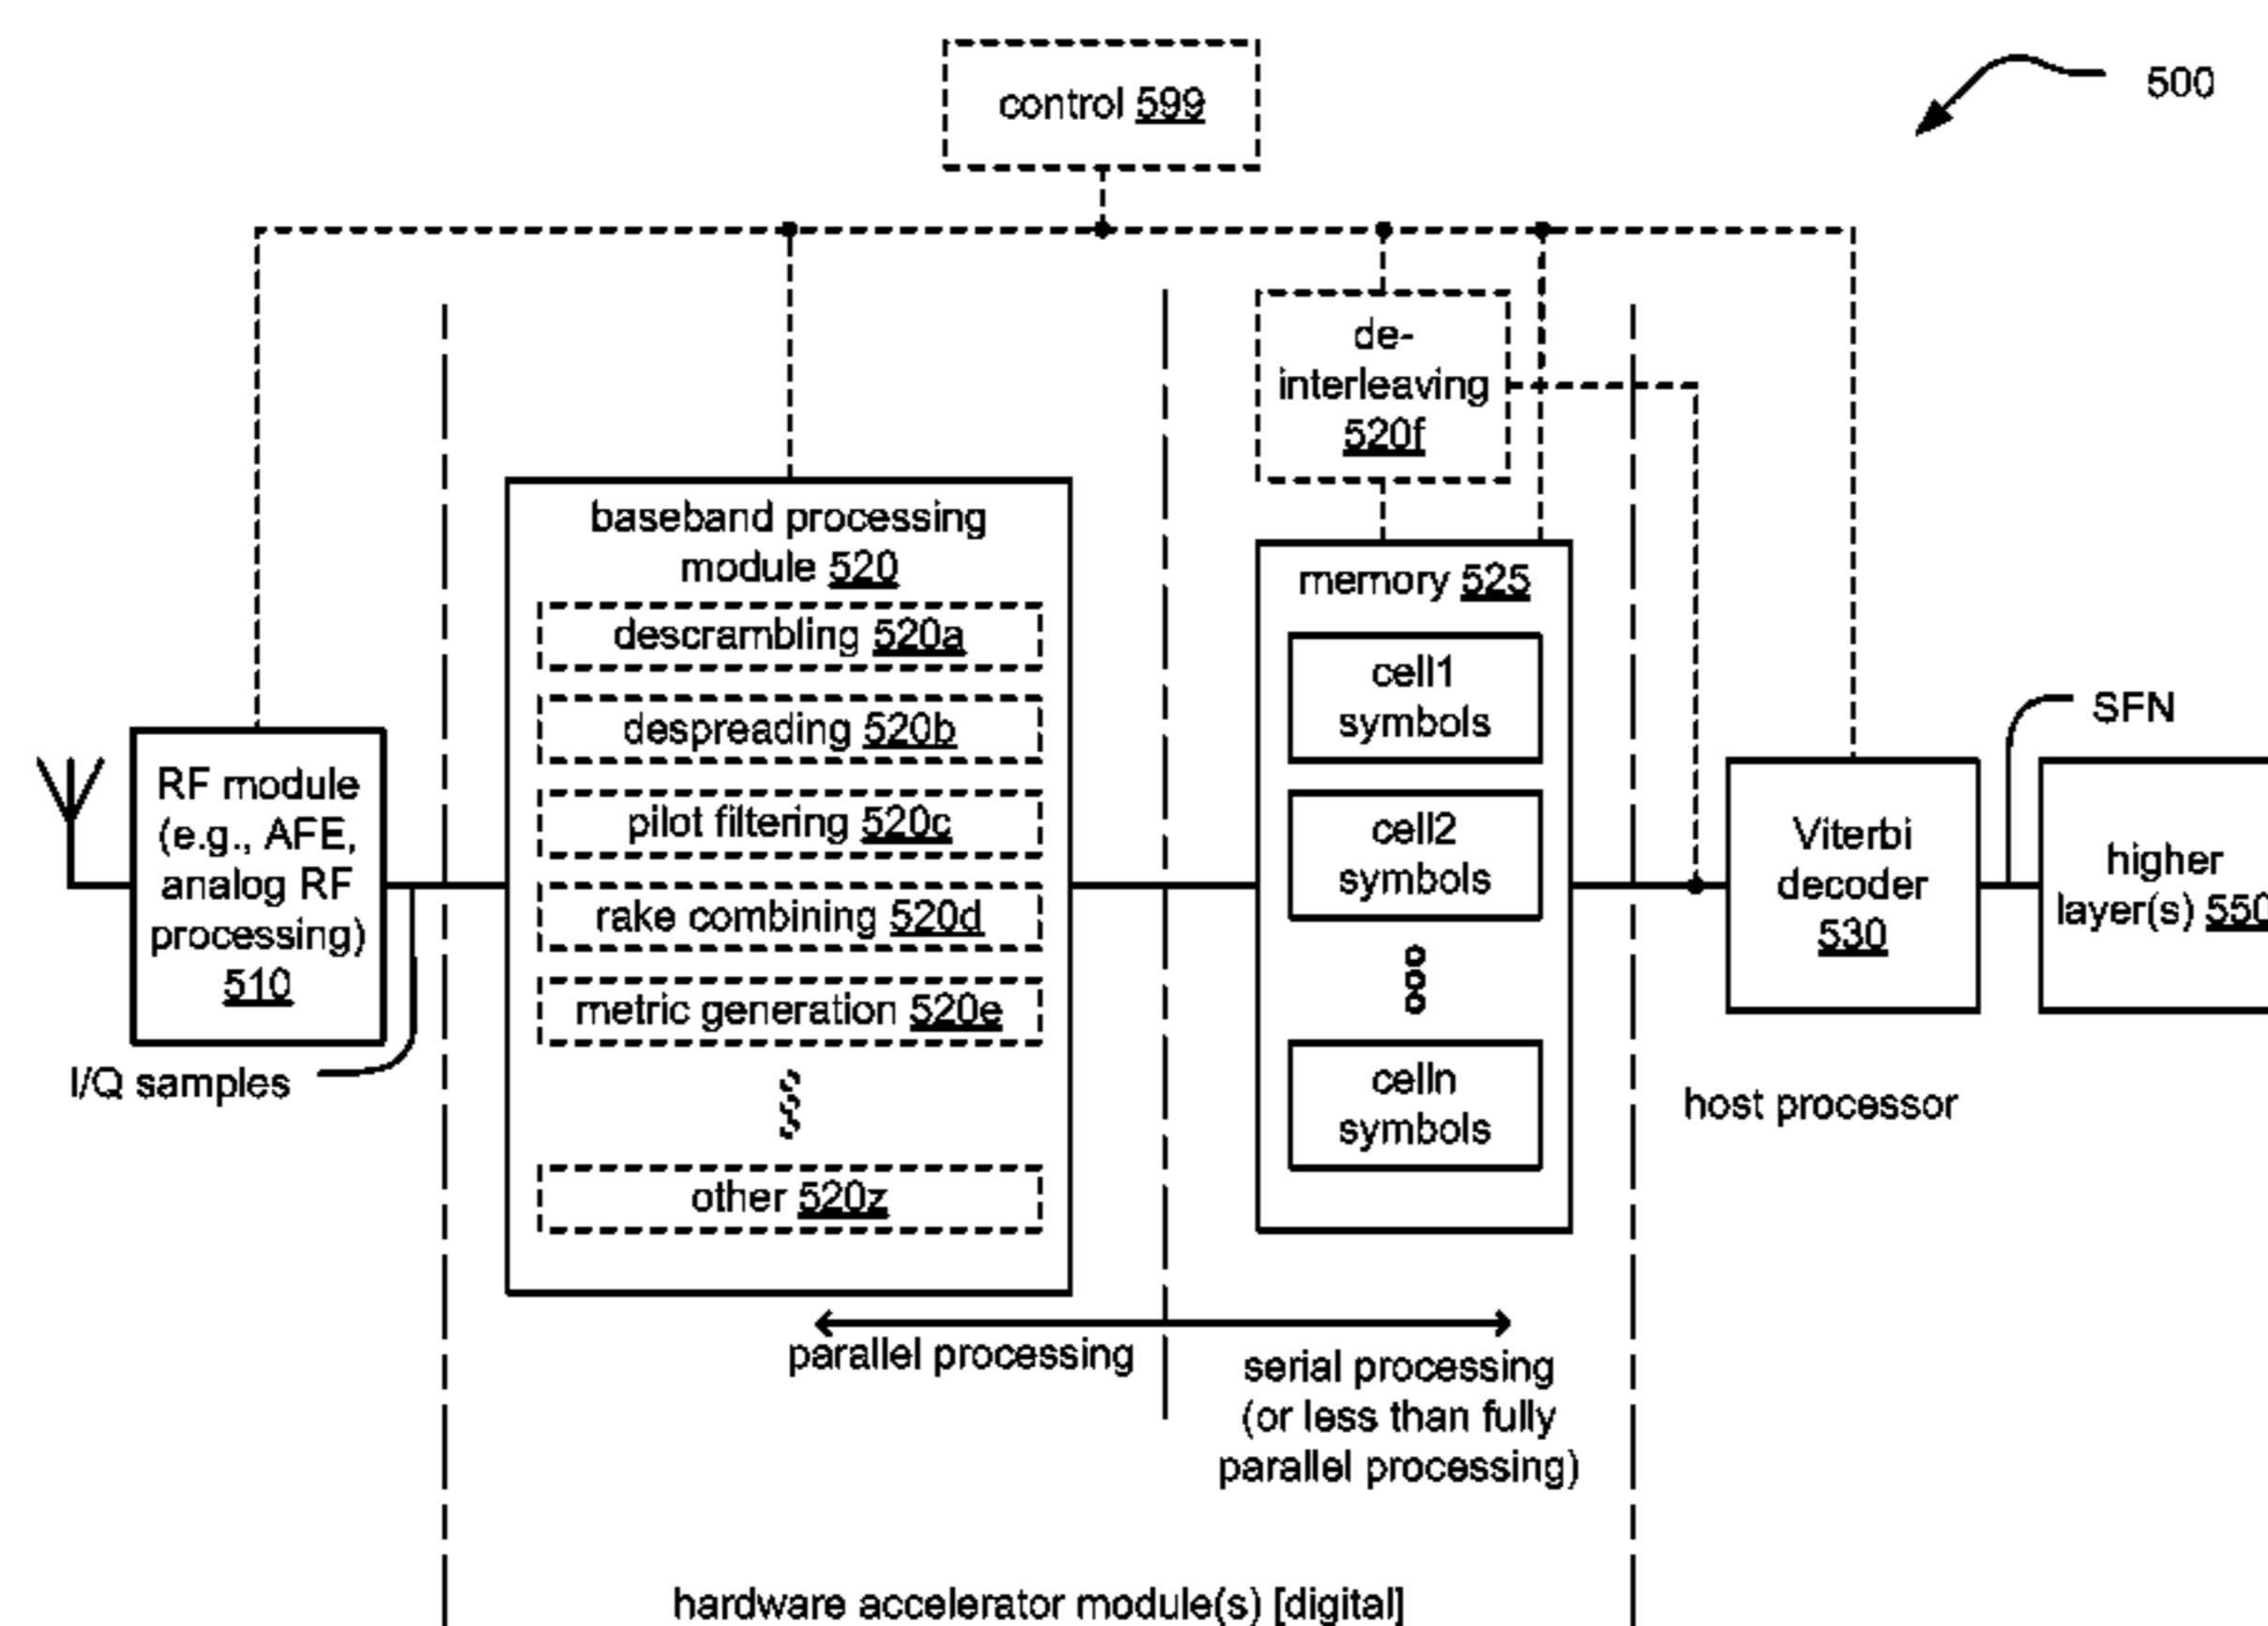 control 599
500
de-
interleaving
520f
baseband processing
module 520
descrambling 520a
despreading 520b
pilot filtering 520c
rake combining 520d
metric generation 520e
other 520z
memory 525
cell1
symbols
cell2
symbols
celln
symbols
RF module
(e.g., AFE,
analog RF
processing)
510
I/Q samples
SFN
Viterbi
decoder
530
higher
layer(s) 550
host processor
parallel processing
serial processing
(or less than fully
parallel processing)
hardware accelerator module(s) [digital]